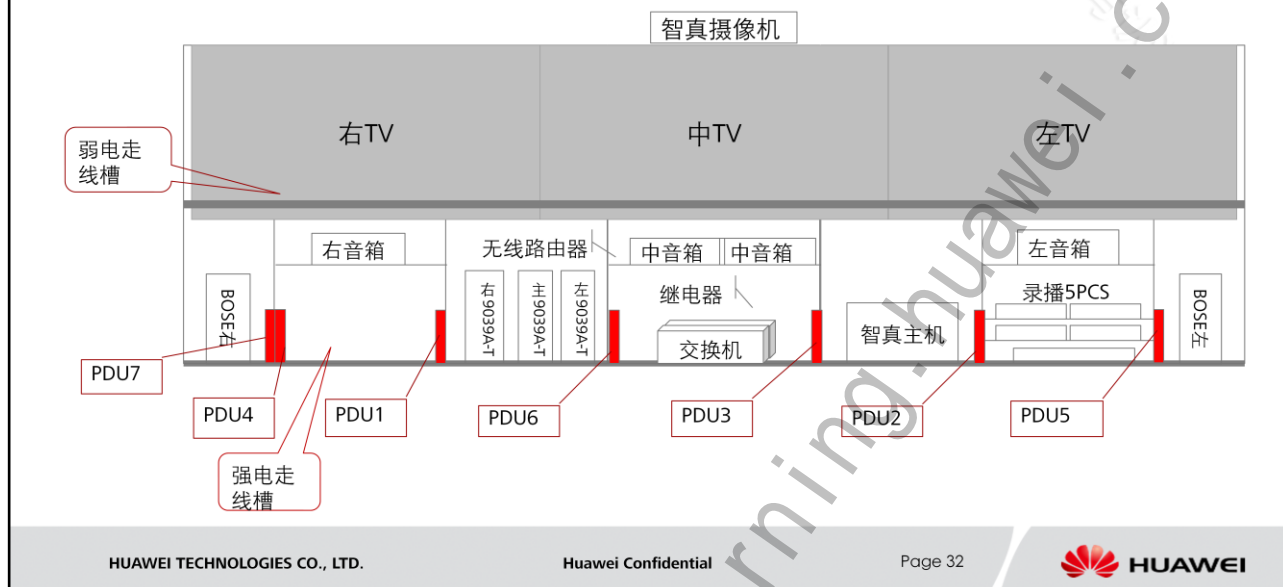 智真摄像机
右TV
中TV
左TV
弱电走
线槽
右音箱
无线路由器
中音箱
中音箱
左音箱
继电器
录播5PCS
BOSE左
右9039A-T
主9039A-T
左9039A-T
交换机
智真主机
BOSE左
PDU7
PDU4
PDU1
PDU6
PDU3
PDU2
PDU5
强电走
线槽
rning.huawei.c
HUAWEI TECHNOLOGIES CO., LTD.
Huawei Confidential
Page 32
HUAWEI